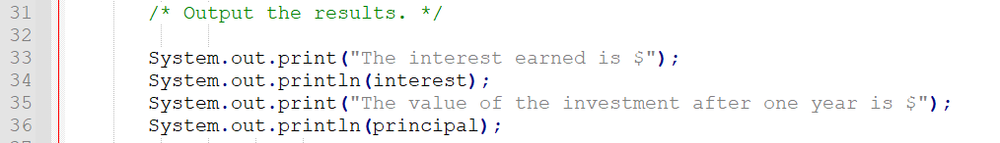 31 /* Output the results. */
32
33 System.out.print("The interest earned is $");
34 System.out.println(interest);
35 System.out.print("The value of the investment after one year is $");
36 System.out.println(principal);